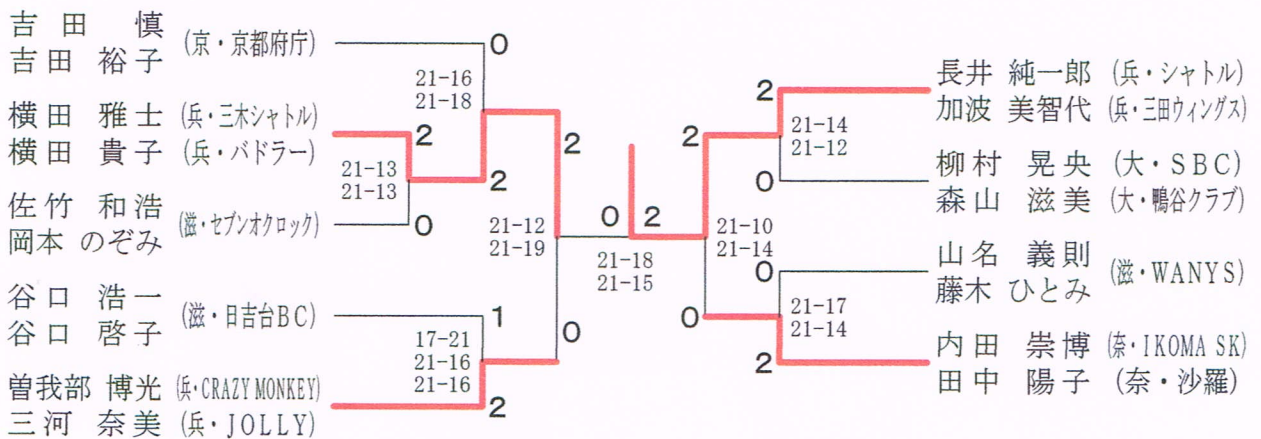 吉田 慎
吉田 裕子 (京・京都府庁)
横田 雅士 (兵・三木シャトル)
横田 貴子 (兵・バドラー)
佐竹 和浩
岡本 のぞみ (滋・セブンオクロック)
谷口 浩一
谷口 啓子 (滋・日吉台BC)
曽我部 博光 (兵・CRAZY MONKEY)
三河 奈美 (兵・JOLLY)
0
21-16
21-18
2
21-13
21-13
2
0
2
21-12
21-19
1
17-21
21-16
21-16
0
2
0 2
21-18
21-15
2
21-10
21-14
0
2
21-14
21-12
0
0
21-17
21-14
2
長井 純一郎 (兵・シャトル)
加波 美智代 (兵・三田ウィングス)
柳村 晃央 (大・SBC)
森山 滋美 (大・鴨谷クラブ)
山名 義則
藤木 ひとみ (滋・WANYS)
内田 崇博 (奈・IKOMA SK)
田中 陽子 (奈・沙羅)